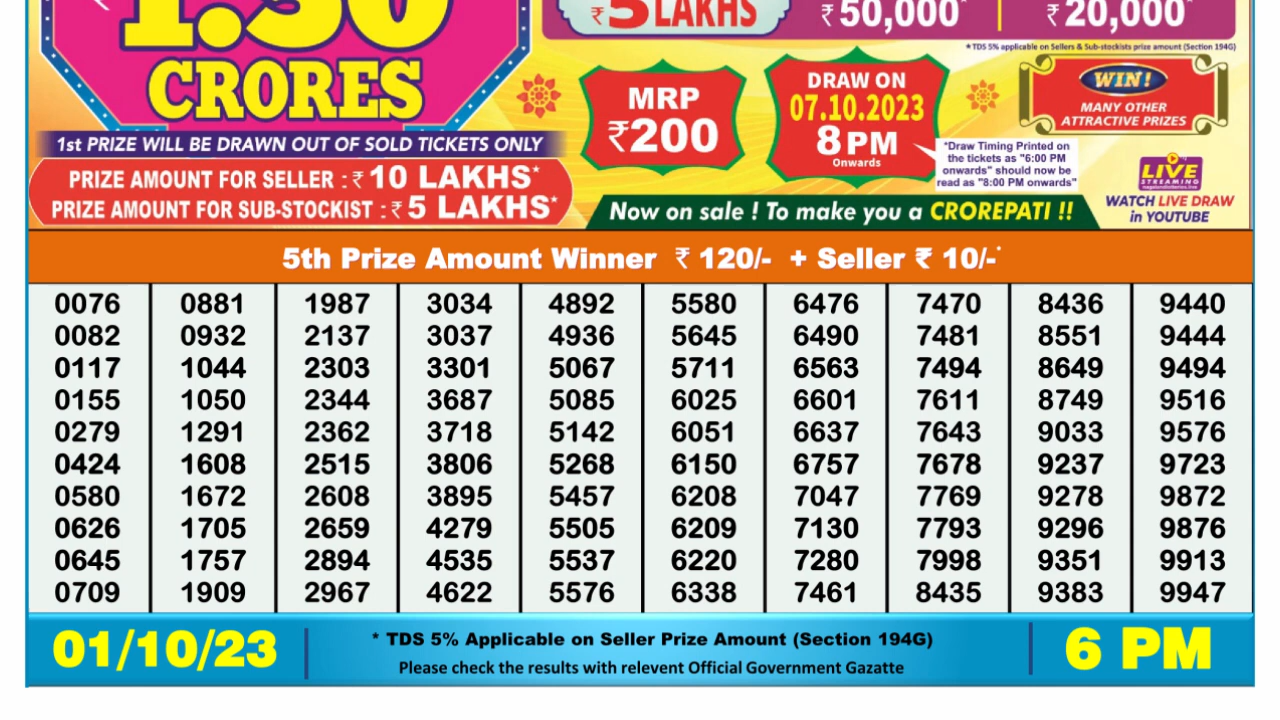 1.50
CRORES
₹5 LAKHS
₹50,000*
₹20,000*
*TDS 5% applicable on Sellers & Sub-stockists prize amount (Section 194G)
MRP
₹200
DRAW ON
07.10.2023
8 PM
Onwards
*Draw Timing Printed on
the tickets as "6:00 PM
onwards" should now be
read as "8:00 PM onwards"
WIN!
MANY OTHER
ATTRACTIVE PRIZES
LIVE
STREAMING
WATCH LIVE DRAW
in YOUTUBE
1st PRIZE WILL BE DRAWN OUT OF SOLD TICKETS ONLY
PRIZE AMOUNT FOR SELLER : ₹ 10 LAKHS*
PRIZE AMOUNT FOR SUB-STOCKIST : ₹ 5 LAKHS*
Now on sale ! To make you a CROREPATI !!
5th Prize Amount Winner ₹ 120/- + Seller ₹ 10/-*
0076 0881 1987 3034 4892 5580 6476 7470 8436 9440
0082 0932 2137 3037 4936 5645 6490 7481 8551 9444
0117 1044 2303 3301 5067 5711 6563 7494 8649 9494
0155 1050 2344 3687 5085 6025 6601 7611 8749 9516
0279 1291 2362 3718 5142 6051 6637 7643 9033 9576
0424 1608 2515 3806 5268 6150 6757 7678 9237 9723
0580 1672 2608 3895 5457 6208 7047 7769 9278 9872
0626 1705 2659 4279 5505 6209 7130 7793 9296 9876
0645 1757 2894 4535 5537 6220 7280 7998 9351 9913
0709 1909 2967 4622 5576 6338 7461 8435 9383 9947
01/10/23
* TDS 5% Applicable on Seller Prize Amount (Section 194G)
Please check the results with relevent Official Government Gazatte
6 PM